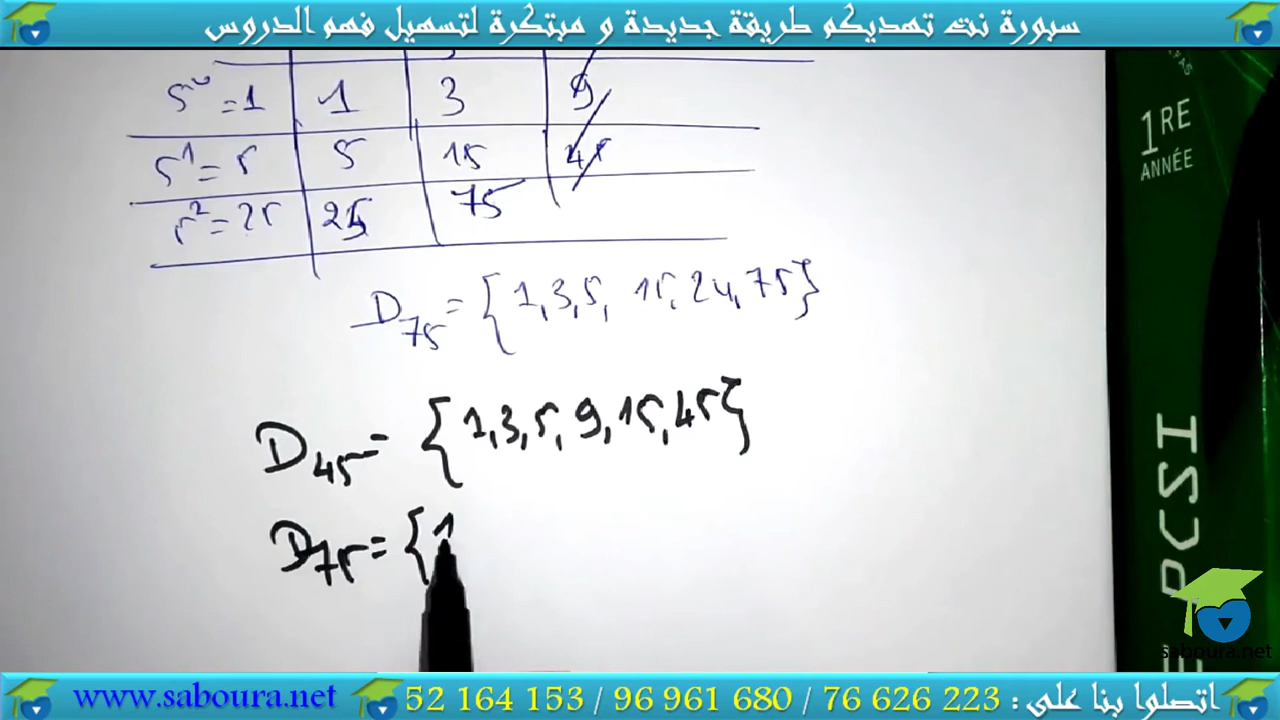 سبورة نت تهديكم طريقة جديدة و مبتكرة لتسهيل فهم الدروس
5⁰ = 1 1 3 9
5¹ = 5 5 15 45
5² = 25 25 75
D₇₅ = {1, 3, 5, 15, 24, 75}
D₄₅ = {1, 3, 5, 9, 15, 45}
D₇₅ = {1
1RE
ANNÉE
PCSI
saboura.net
www.saboura.net 52 164 153 / 96 961 680 / 76 626 223 اتصلوا بنا على :